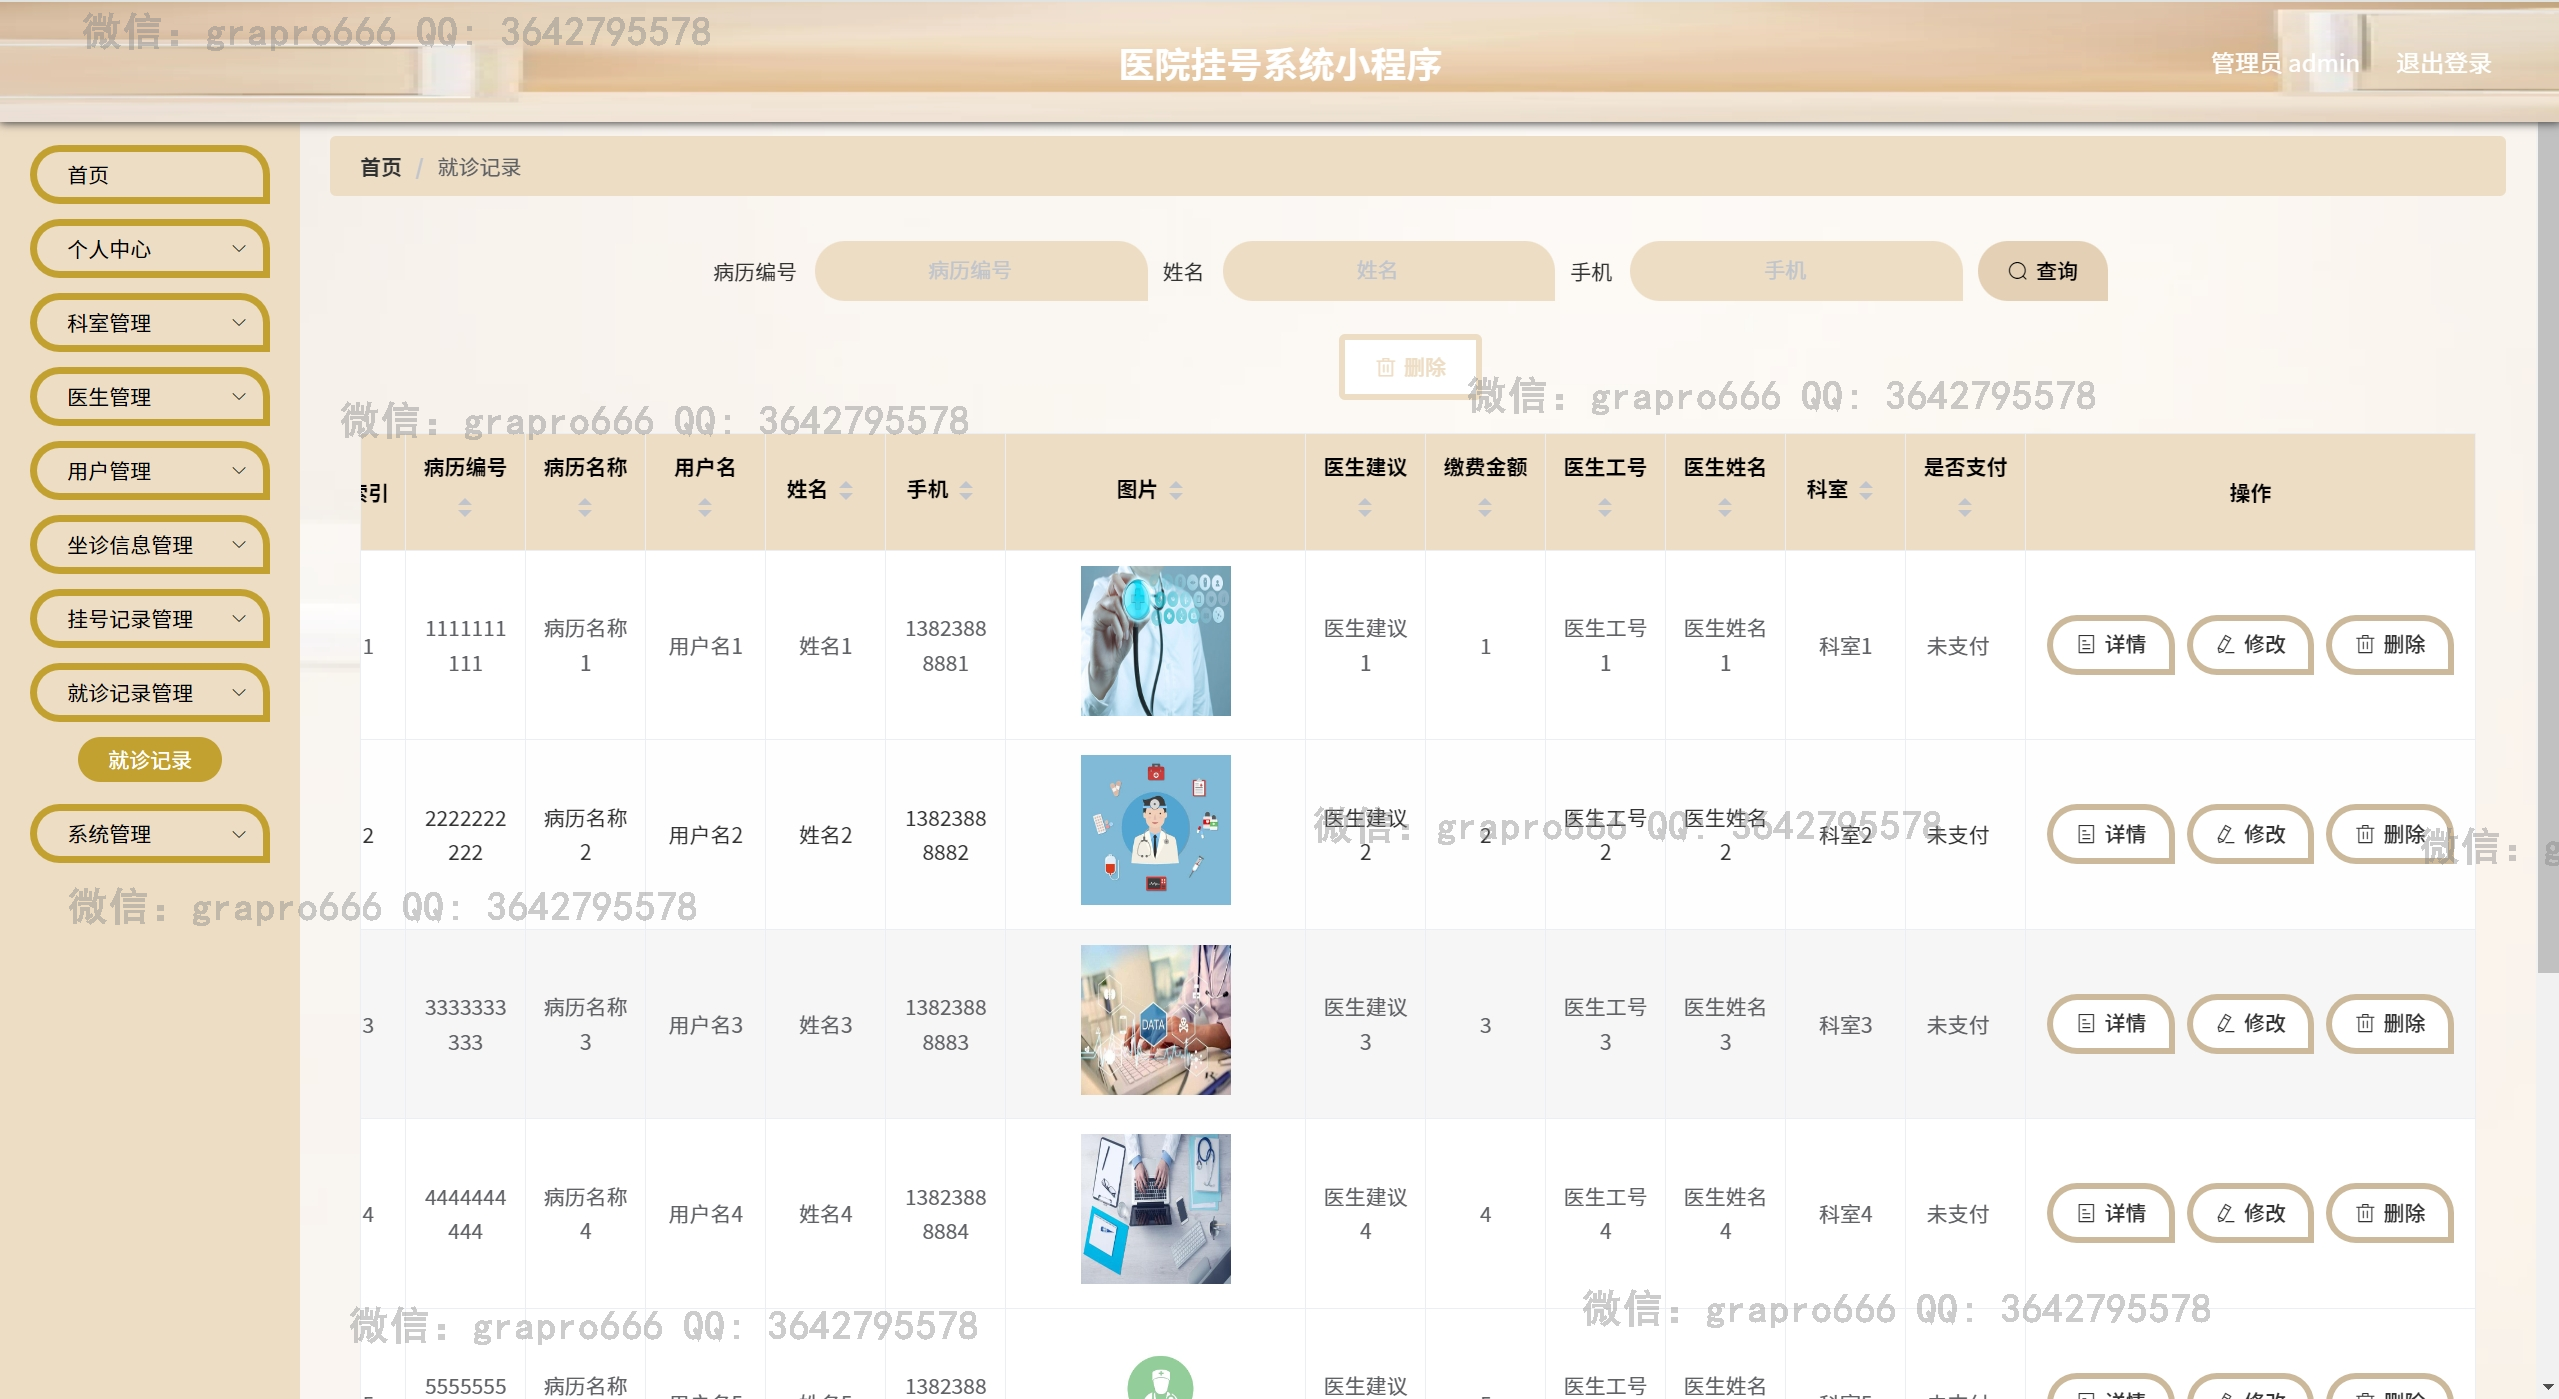 微信: grapro666 QQ: 3642795578
医院挂号系统小程序
管理员 admin 退出登录
首页
个人中心
科室管理
医生管理
用户管理
坐诊信息管理
挂号记录管理
就诊记录管理
就诊记录
系统管理
首页 / 就诊记录
病历编号 病历编号 姓名 姓名 手机 手机 查询
删除
微信: grapro666 QQ: 3642795578
微信: grapro666 QQ: 3642795578
引 病历编号 病历名称 用户名 姓名 手机 图片 医生建议 缴费金额 医生工号 医生姓名 科室 是否支付 操作
1 1111111111 病历名称1 用户名1 姓名1 13823888881 医生建议1 1 医生工号1 医生姓名1 科室1 未支付 详情 修改 删除
2 2222222222 病历名称2 用户名2 姓名2 13823888882 医生建议2 2 医生工号2 医生姓名2 科室2 未支付 详情 修改 删除
微信: grapro666 QQ: 3642795578
微信: g
微信: grapro666 QQ: 3642795578
3 3333333333 病历名称3 用户名3 姓名3 13823888883 DATA 医生建议3 3 医生工号3 医生姓名3 科室3 未支付 详情 修改 删除
4 4444444444 病历名称4 用户名4 姓名4 13823888884 医生建议4 4 医生工号4 医生姓名4 科室4 未支付 详情 修改 删除
微信: grapro666 QQ: 3642795578
微信: grapro666 QQ: 3642795578
5555555 病历名称 1382388 医生建议 医生工号 医生姓名